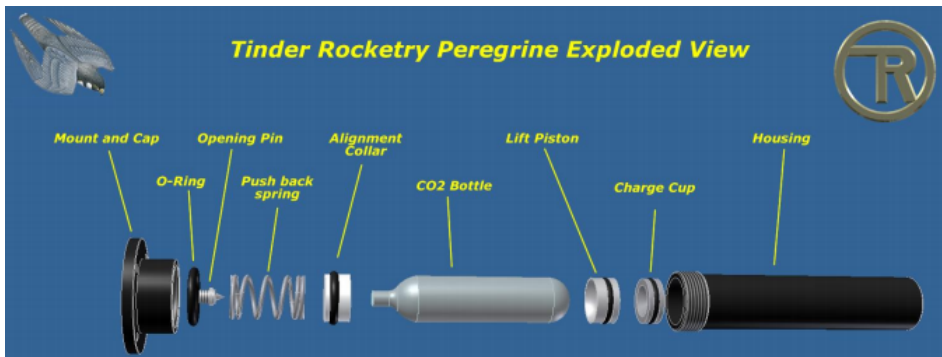 Tinder Rocketry Peregrine Exploded View
TR
Mount and Cap
Opening Pin
Alignment
Collar
Lift Piston
Housing
O-Ring
Push back
spring
CO2 Bottle
Charge Cup